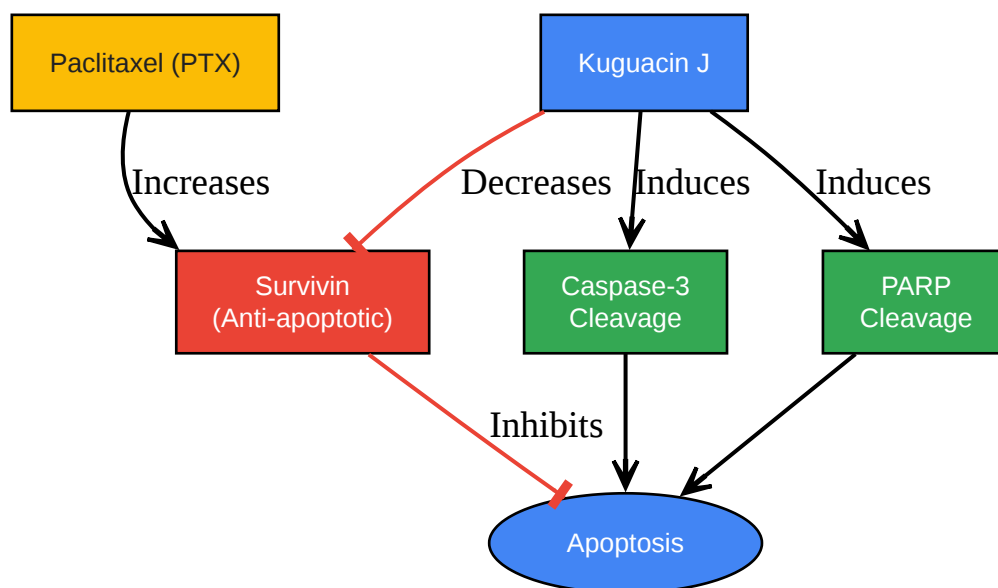 Paclitaxel (PTX)
Kuguacin J
Increases
Decreases
Induces
Induces
Survivin
(Anti-apoptotic)
Caspase-3
Cleavage
PARP
Cleavage
Inhibits
Apoptosis